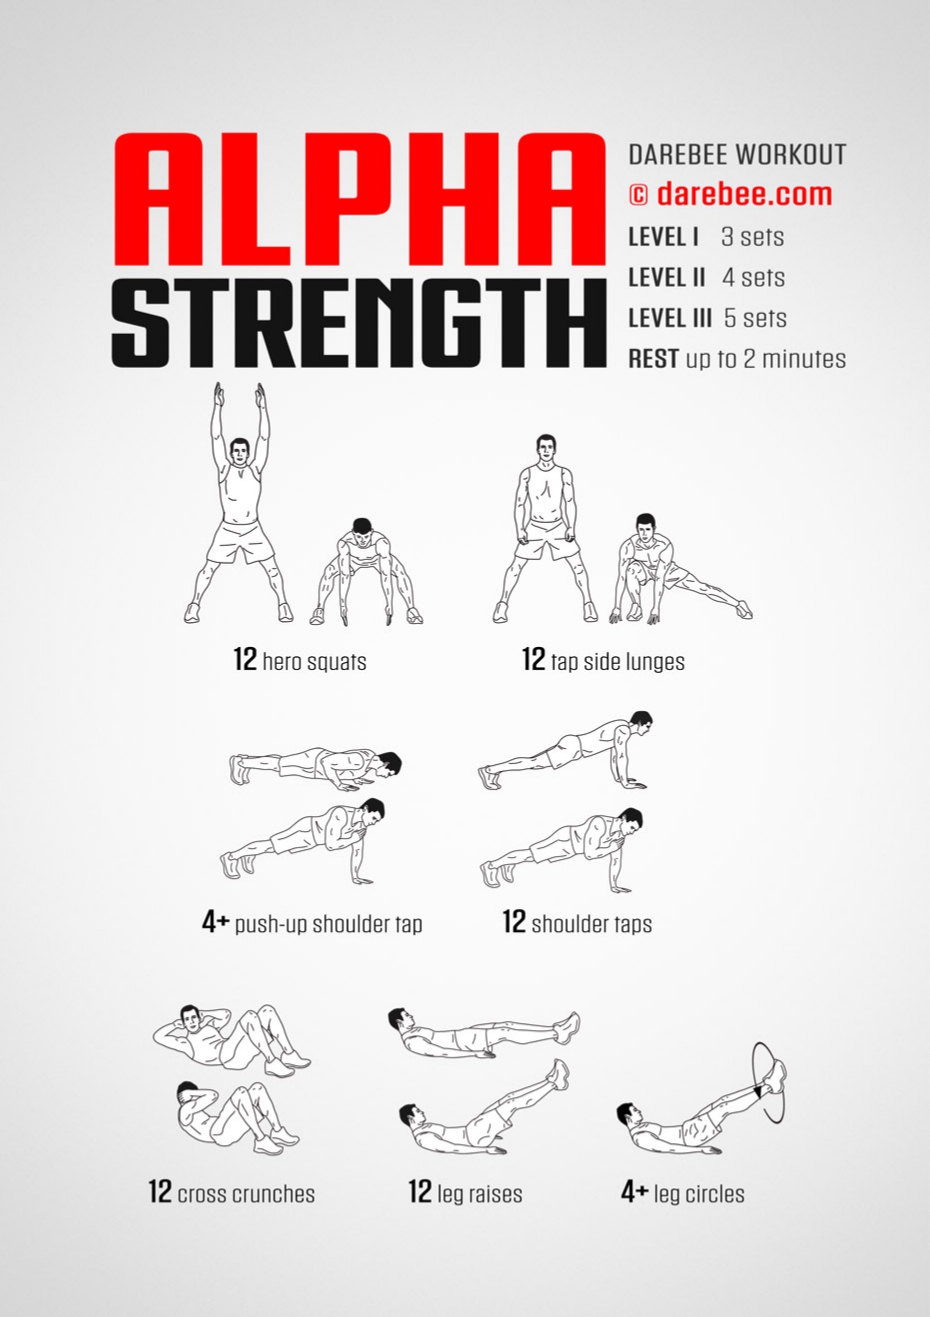 ALPHA
STRENGTH
DAREBEE WORKOUT
© darebee.com
LEVEL I 3 sets
LEVEL II 4 sets
LEVEL III 5 sets
REST up to 2 minutes
12 hero squats
12 tap side lunges
4+ push-up shoulder tap
12 shoulder taps
12 cross crunches
12 leg raises
4+ leg circles